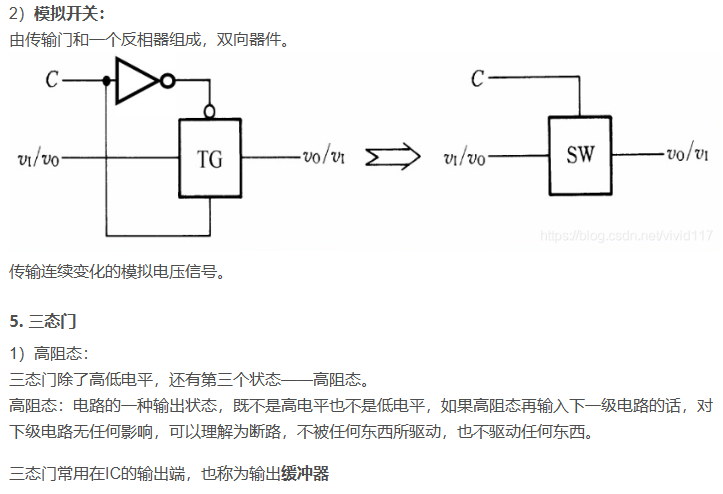 2）模拟开关：
由传输门和一个反相器组成，双向器件。
C
C
vI/vO
TG
vO/vI
vI/vO
SW
vO/vI
https://blog.csdn.net/vivid117
传输连续变化的模拟电压信号。
5. 三态门
1）高阻态：
三态门除了高低电平，还有第三个状态——高阻态。
高阻态：电路的一种输出状态，既不是高电平也不是低电平，如果高阻态再输入下一级电路的话，对
下级电路无任何影响，可以理解为断路，不被任何东西所驱动，也不驱动任何东西。
三态门常用在IC的输出端，也称为输出缓冲器